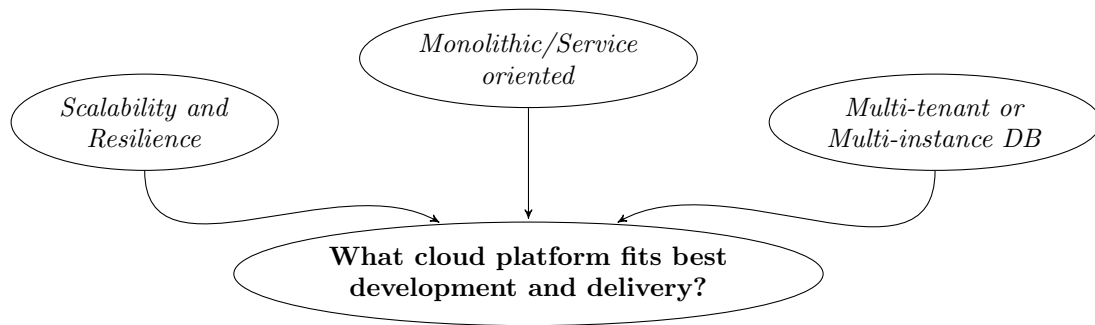 Monolithic/Service
oriented
Scalability and
Resilience
Multi-tenant or
Multi-instance DB
What cloud platform fits best
development and delivery?